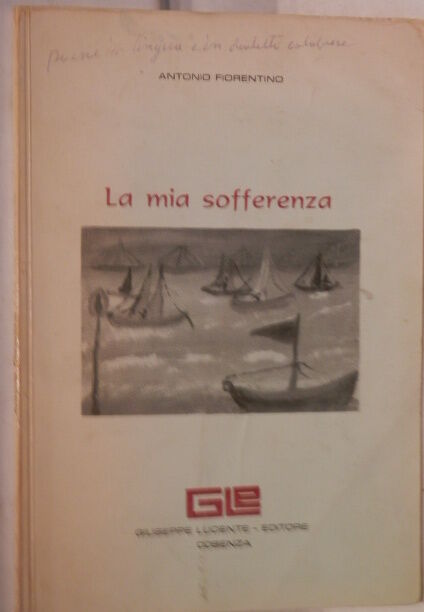 poesie in lingua e in dialetto calabrese
ANTONIO FIORENTINO
La mia sofferenza
GLE
GIUSEPPE LUCENTE - EDITORE
COSENZA